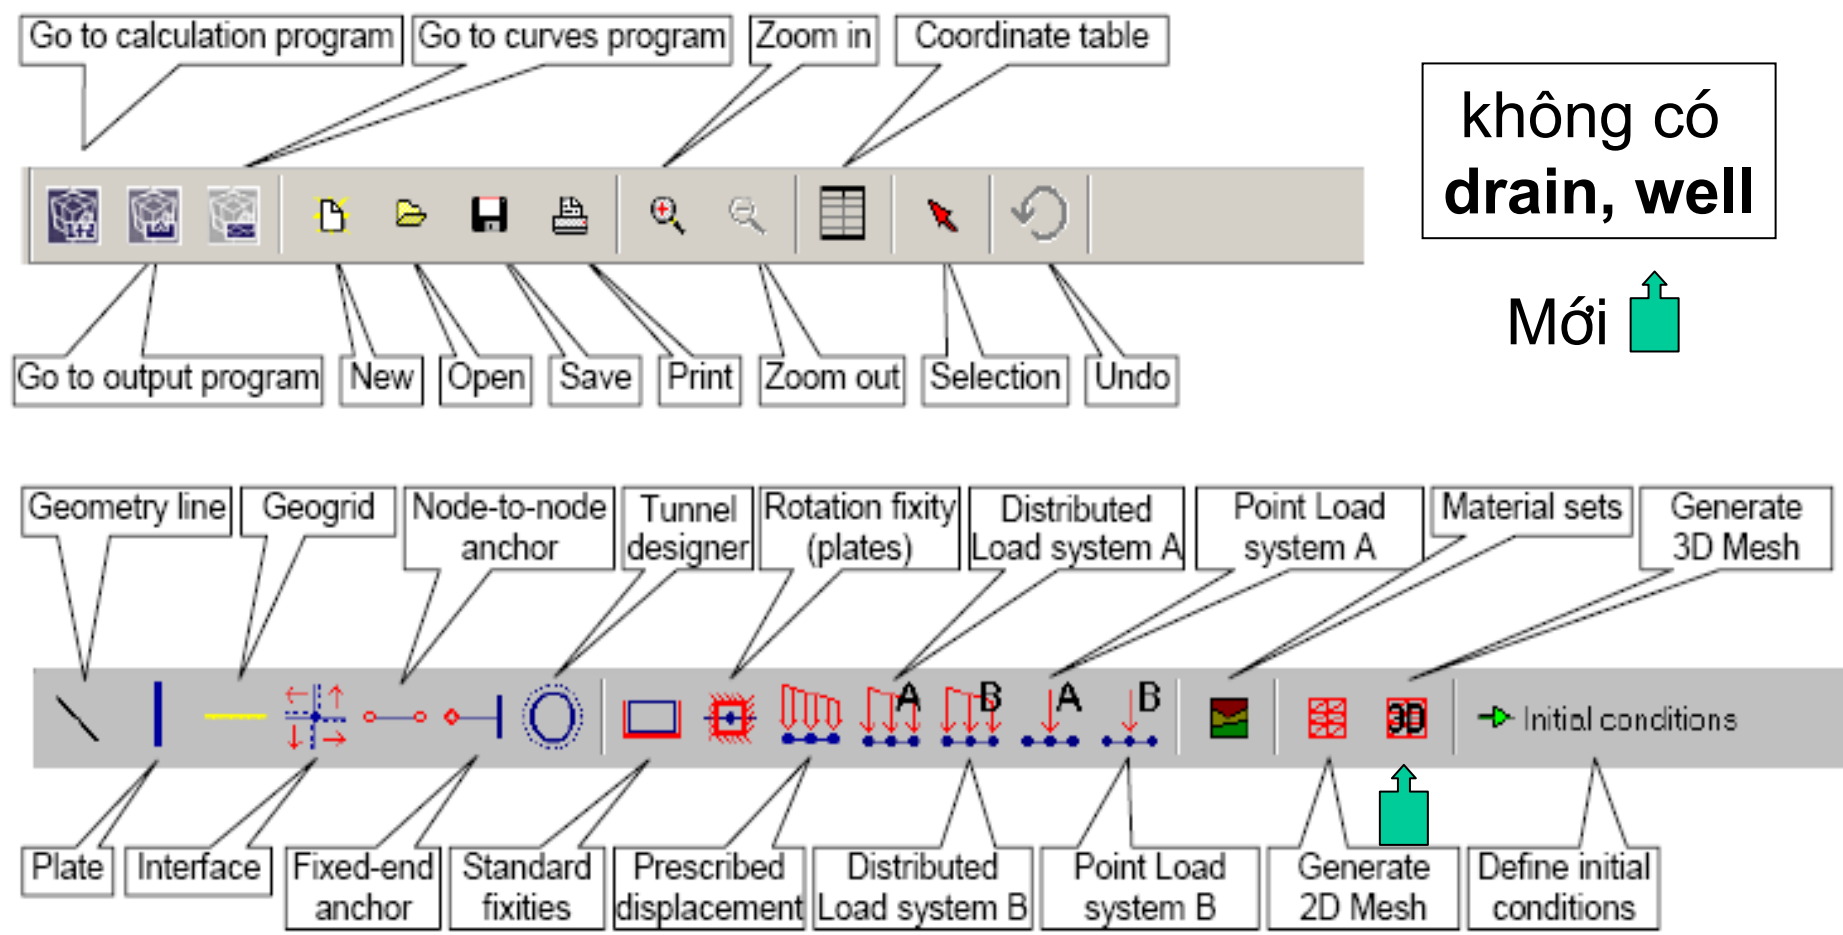 Go to calculation program
Go to curves program
Zoom in
Coordinate table
không có
drain, well
Mới
Go to output program
New
Open
Save
Print
Zoom out
Selection
Undo
Geometry line
Geogrid
Node-to-node
anchor
Tunnel
designer
Rotation fixity
(plates)
Distributed
Load system A
Point Load
system A
Material sets
Generate
3D Mesh
A
B
A
B
3D
Initial conditions
Plate
Interface
Fixed-end
anchor
Standard
fixities
Prescribed
displacement
Distributed
Load system B
Point Load
system B
Generate
2D Mesh
Define initial
conditions